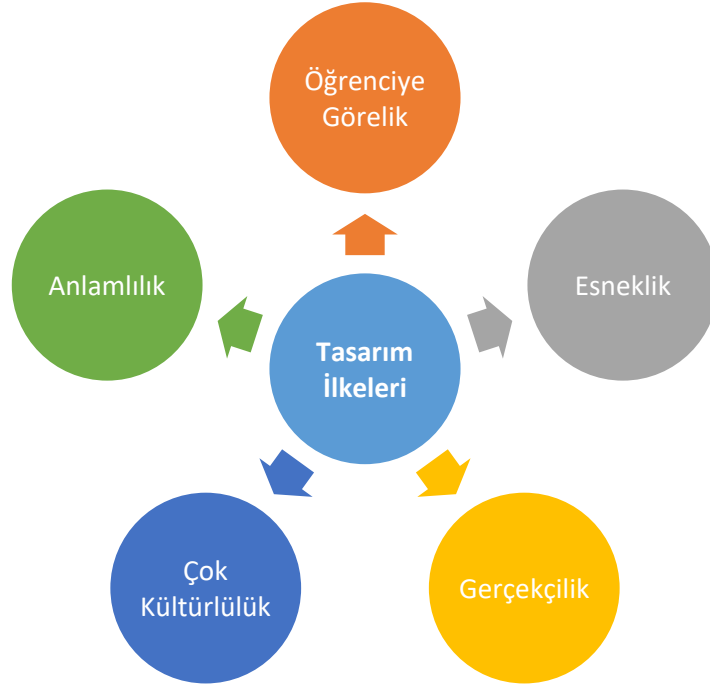 Öğrenciye
Görelik
Anlamlılık
Esneklik
Tasarım
İlkeleri
Çok
Kültürlülük
Gerçekçilik